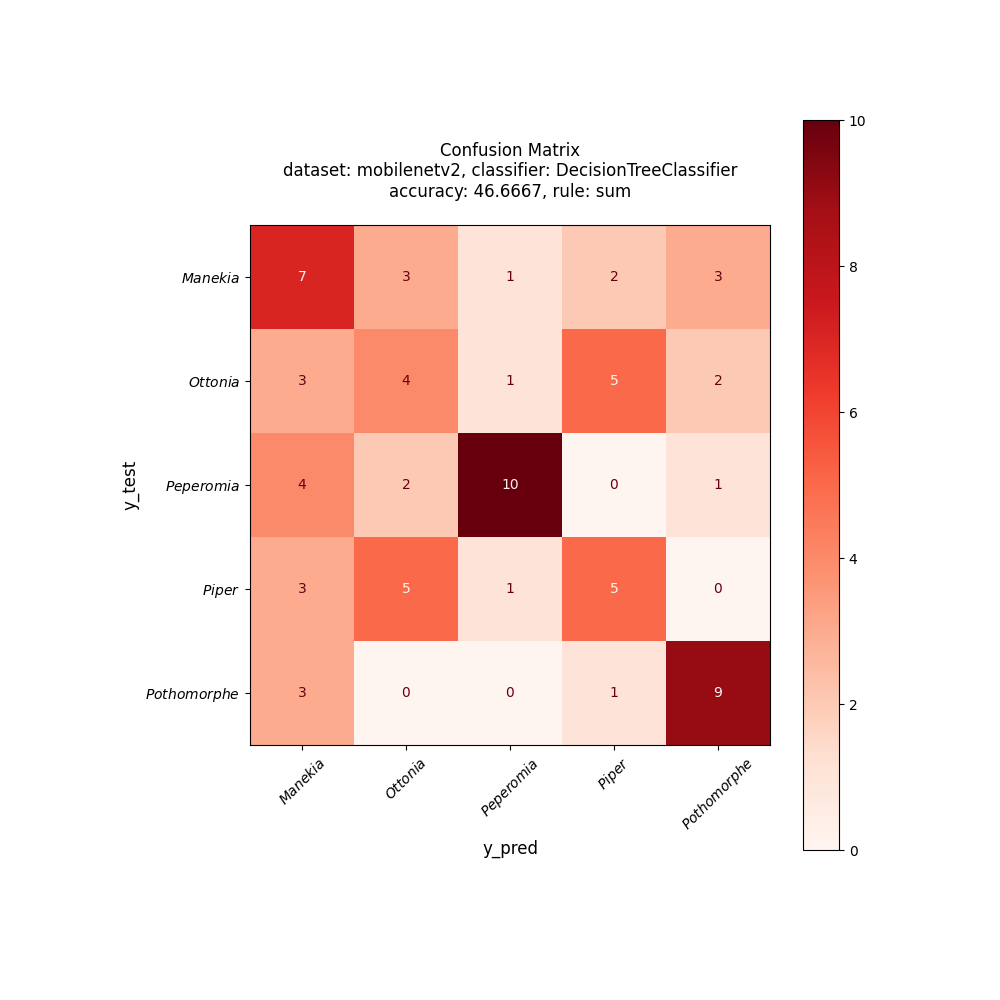 Confusion Matrix
dataset: mobilenetv2, classifier: DecisionTreeClassifier
accuracy: 46.6667, rule: sum
y_test
Manekia 7 3 1 2 3
Ottonia 3 4 1 5 2
Peperomia 4 2 10 0 1
Piper 3 5 1 5 0
Pothomorphe 3 0 0 1 9
Manekia Ottonia Peperomia Piper Pothomorphe
y_pred
10
8
6
4
2
0